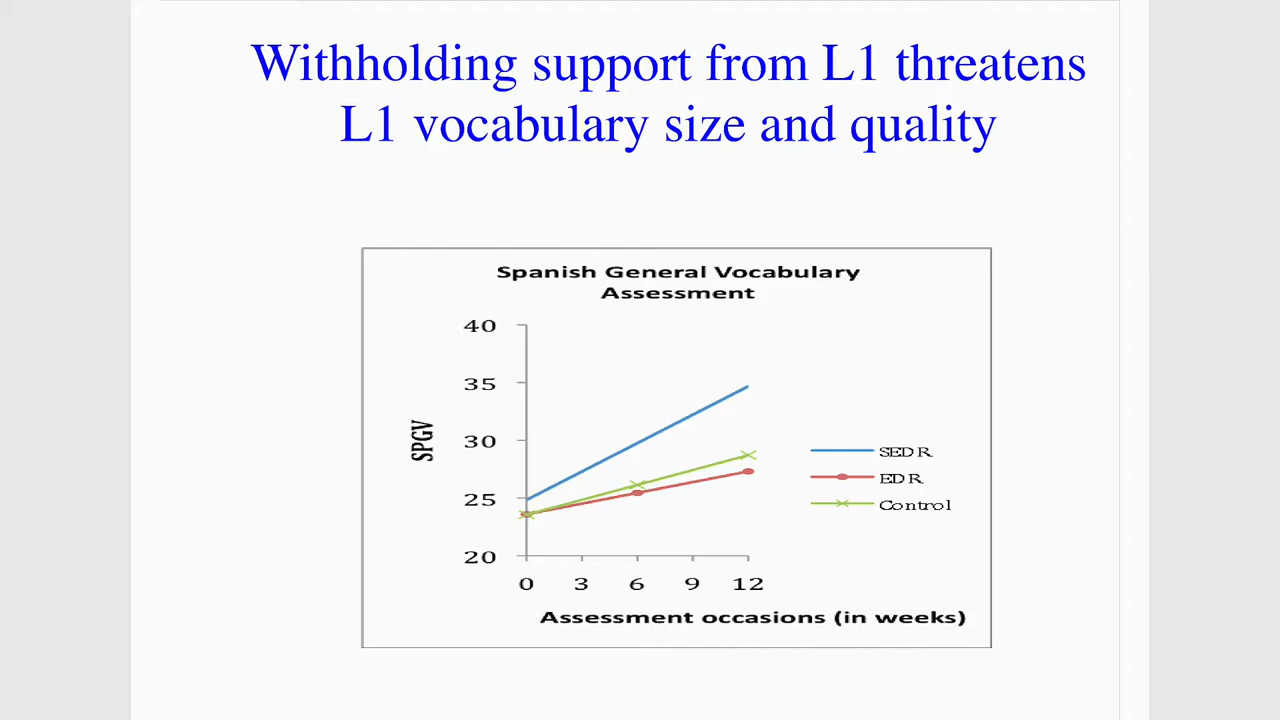 Withholding support from L1 threatens
L1 vocabulary size and quality
Spanish General Vocabulary
Assessment
40
35
30
25
20
SPGV
SEDR
EDR
Control
0 3 6 9 12
Assessment occasions (in weeks)